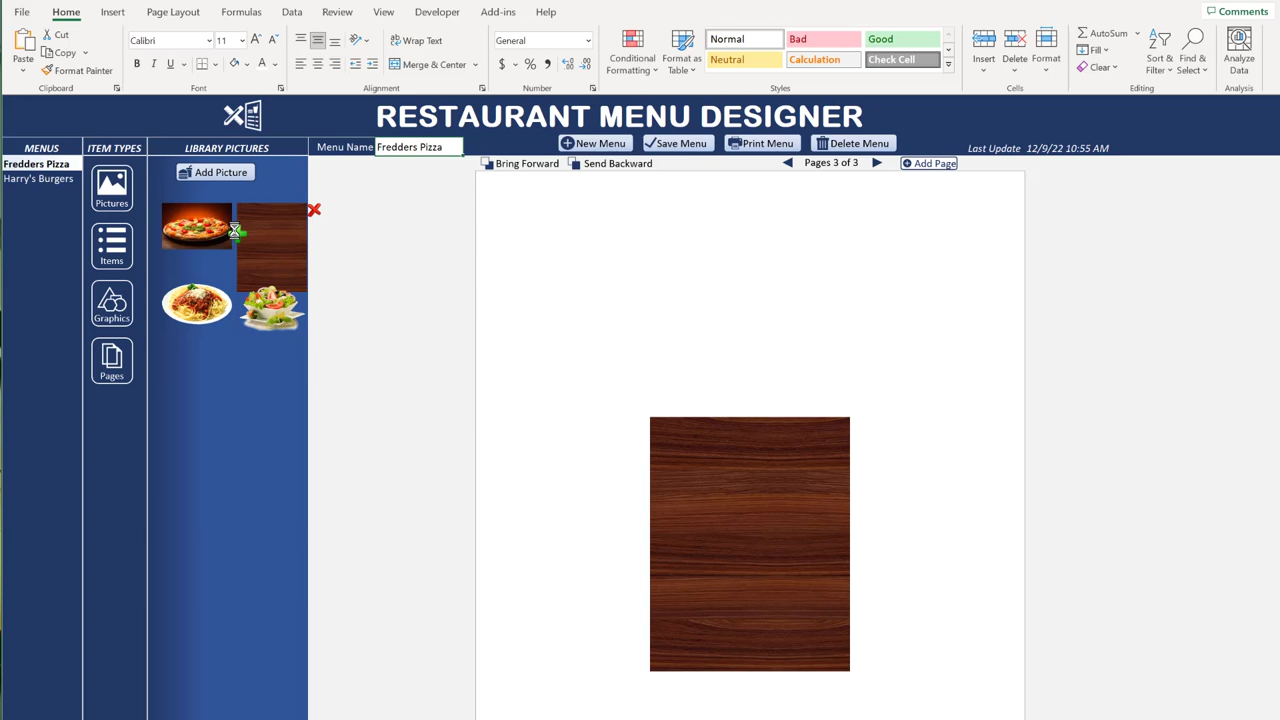 File Home Insert Page Layout Formulas Data Review View Developer Add-ins Help Comments
Paste Cut Copy Format Painter Clipboard
Calibri 11 B I U A Font
Wrap Text Merge & Center Alignment
General $ % Number
Conditional Formatting Format as Table
Normal Bad Good
Neutral Calculation Check Cell
Styles
Insert Delete Format Cells
AutoSum Fill Clear Sort & Filter Find & Select Editing
Analyze Data Analysis
RESTAURANT MENU DESIGNER
MENUS ITEM TYPES LIBRARY PICTURES Menu Name Fredders Pizza New Menu Save Menu Print Menu Delete Menu Last Update 12/9/22 10:55 AM
Fredders Pizza
Harry's Burgers
Pictures
Items
Graphics
Pages
Add Picture
Bring Forward Send Backward Pages 3 of 3 Add Page